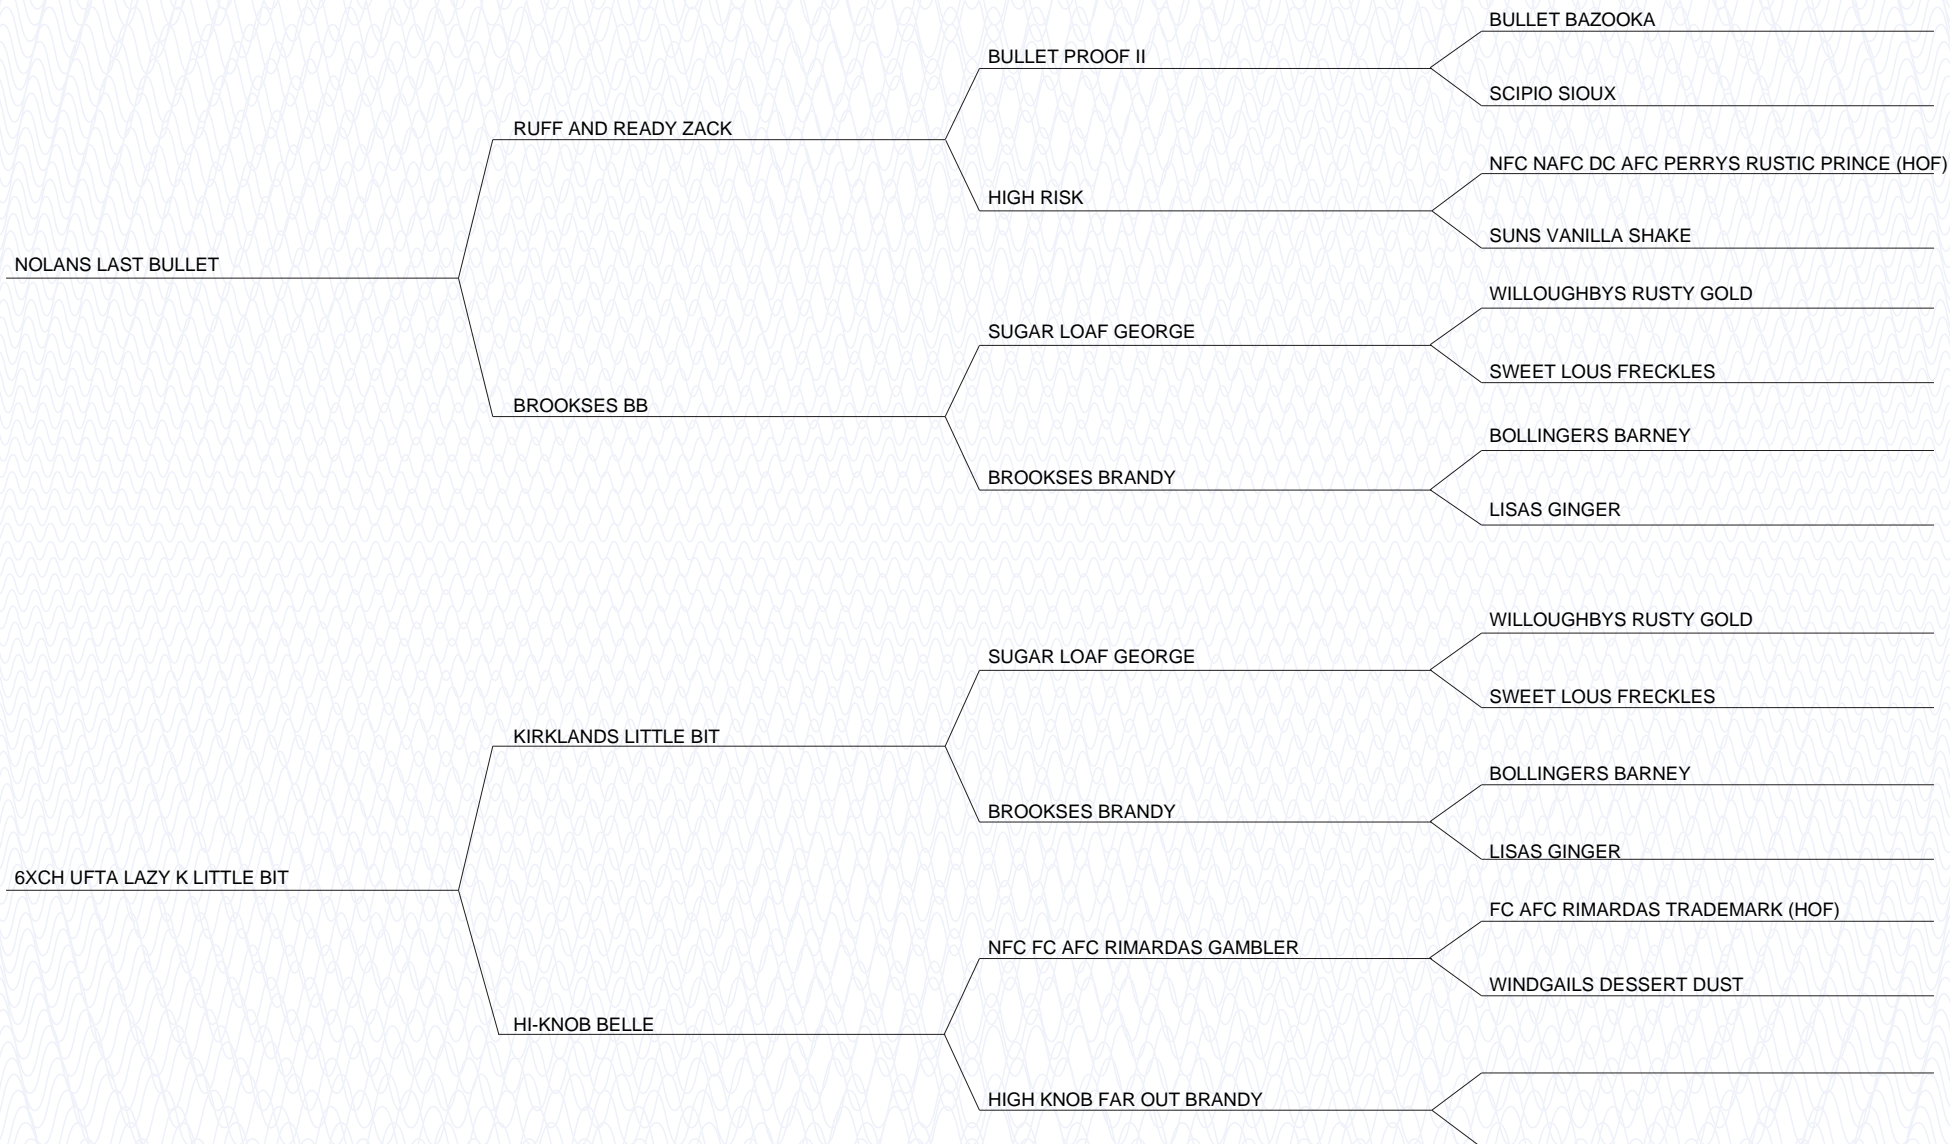 BULLET BAZOOKA
BULLET PROOF II
SCIPIO SIOUX
RUFF AND READY ZACK
NFC NAFC DC AFC PERRYS RUSTIC PRINCE (HOF)
HIGH RISK
SUNS VANILLA SHAKE
NOLANS LAST BULLET
WILLOUGHBYS RUSTY GOLD
SUGAR LOAF GEORGE
SWEET LOUS FRECKLES
BROOKSES BB
BOLLINGERS BARNEY
BROOKSES BRANDY
LISAS GINGER
WILLOUGHBYS RUSTY GOLD
SUGAR LOAF GEORGE
SWEET LOUS FRECKLES
KIRKLANDS LITTLE BIT
BOLLINGERS BARNEY
BROOKSES BRANDY
LISAS GINGER
6XCH UFTA LAZY K LITTLE BIT
FC AFC RIMARDAS TRADEMARK (HOF)
NFC FC AFC RIMARDAS GAMBLER
WINDGAILS DESSERT DUST
HI-KNOB BELLE
HIGH KNOB FAR OUT BRANDY